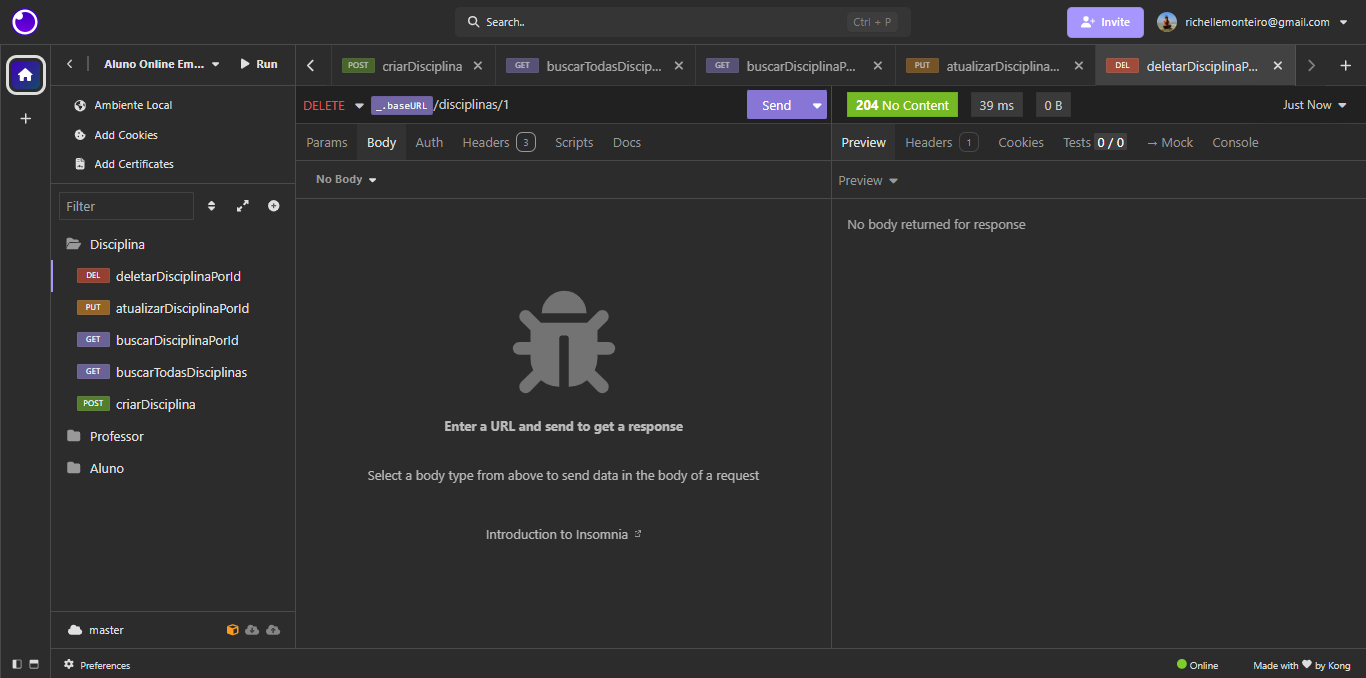 Search..
Ctrl + P
Invite
richellemonteiro@gmail.com
Aluno Online Em...
Run
POST criarDisciplina
GET buscarTodasDiscip...
GET buscarDisciplinaP...
PUT atualizarDisciplina...
DEL deletarDisciplinaP...
Ambiente Local
Add Cookies
Add Certificates
Filter
Disciplina
DEL deletarDisciplinaPorId
PUT atualizarDisciplinaPorId
GET buscarDisciplinaPorId
GET buscarTodasDisciplinas
POST criarDisciplina
Professor
Aluno
master
DELETE _.baseURL/disciplinas/1
Send
Params Body Auth Headers 3 Scripts Docs
No Body
Enter a URL and send to get a response
Select a body type from above to send data in the body of a request
Introduction to Insomnia
204 No Content 39 ms 0 B
Just Now
Preview Headers 1 Cookies Tests 0 / 0 → Mock Console
Preview
No body returned for response
Preferences
Online
Made with ♥ by Kong